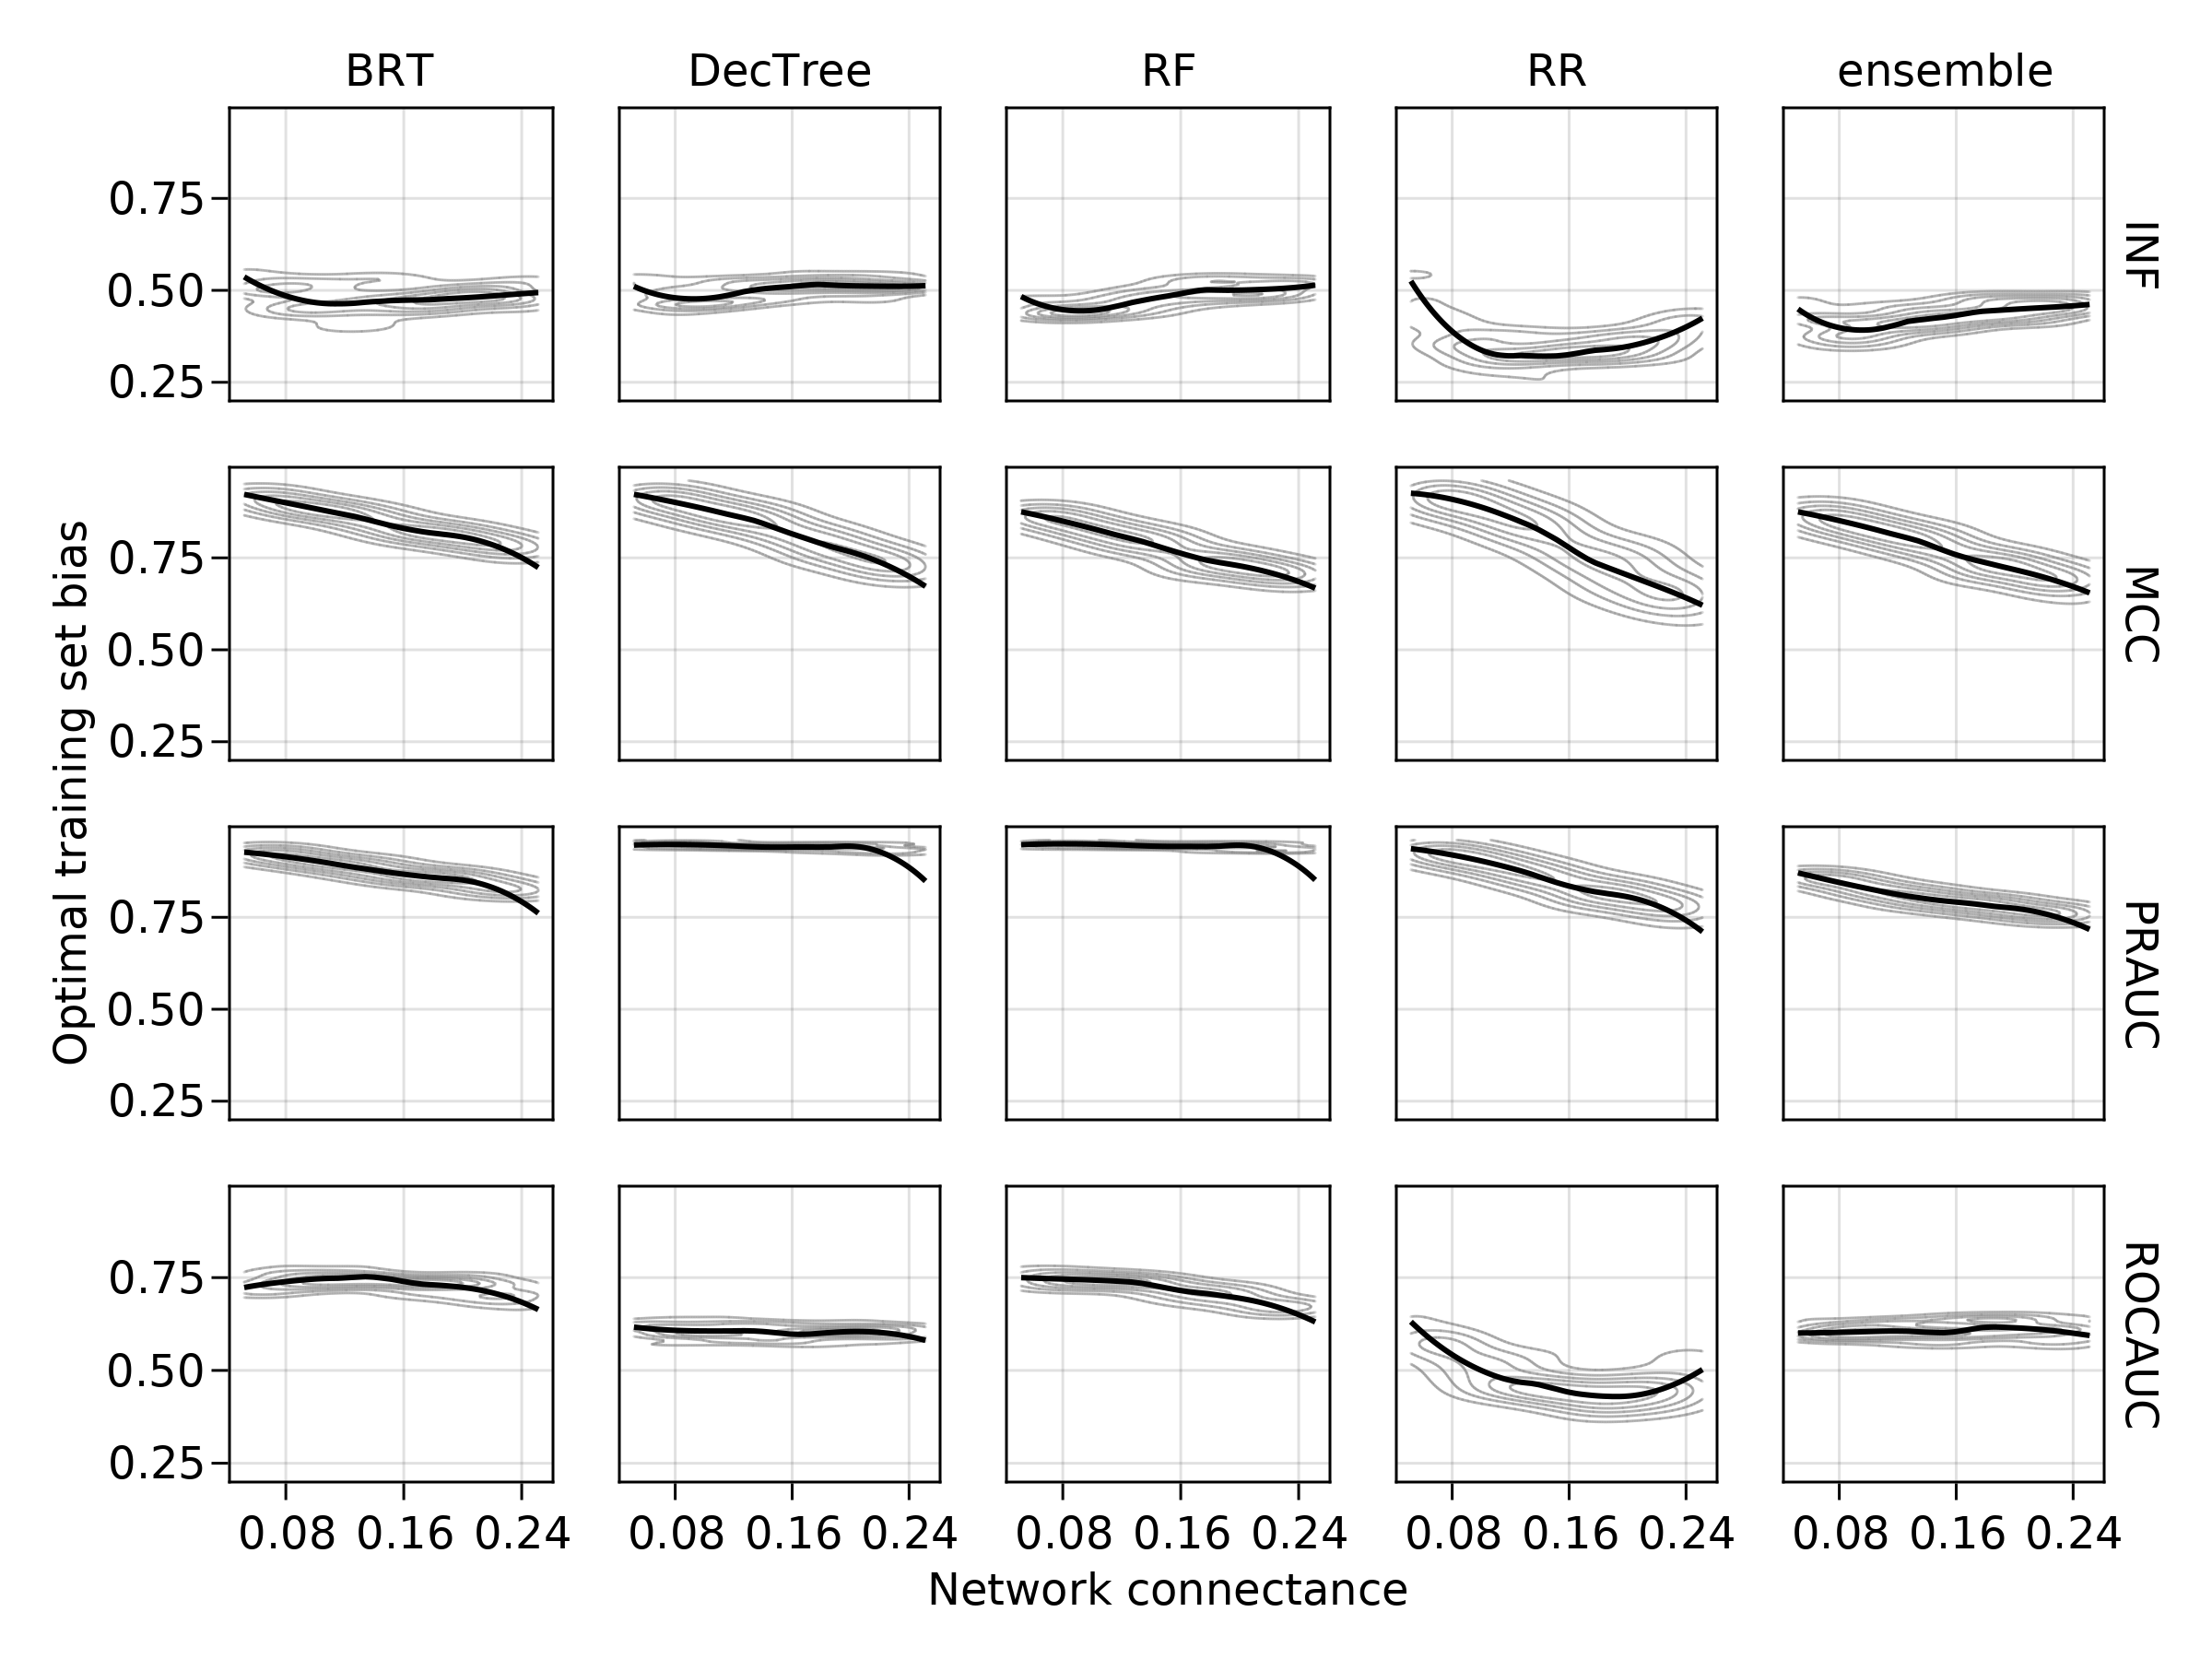 BRT DecTree RF RR ensemble
0.75
0.50
0.25
INF
0.75
0.50
0.25
MCC
Optimal training set bias
0.75
0.50
0.25
PRAUC
0.75
0.50
0.25
ROCAUC
0.08 0.16 0.24 0.08 0.16 0.24 0.08 0.16 0.24 0.08 0.16 0.24 0.08 0.16 0.24
Network connectance